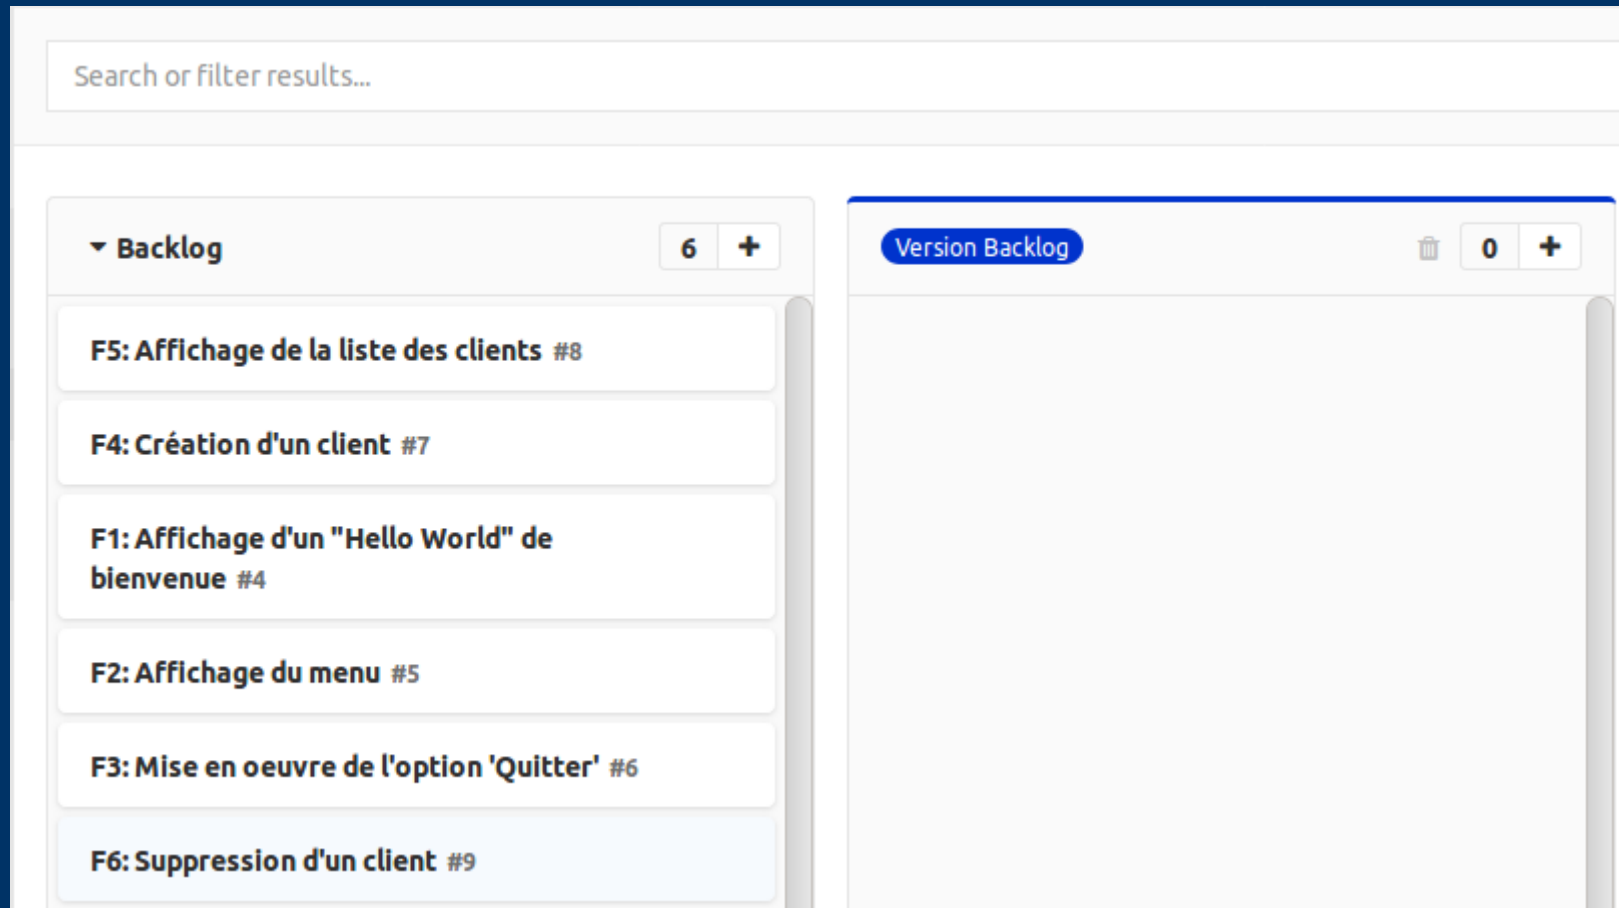 Search or filter results...
Backlog
6
+
Version Backlog
0
+
F5: Affichage de la liste des clients #8
F4: Création d'un client #7
F1: Affichage d'un "Hello World" de
bienvenue #4
F2: Affichage du menu #5
F3: Mise en oeuvre de l'option 'Quitter' #6
F6: Suppression d'un client #9